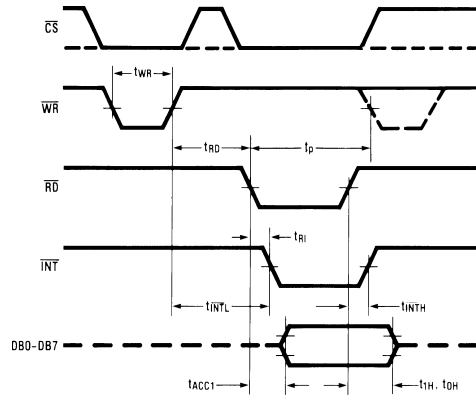 CS
tWR
WR
tRD
tP
RD
tRI
INT
tINTL
tINTH
DB0-DB7
tACC1
t1H, t0H